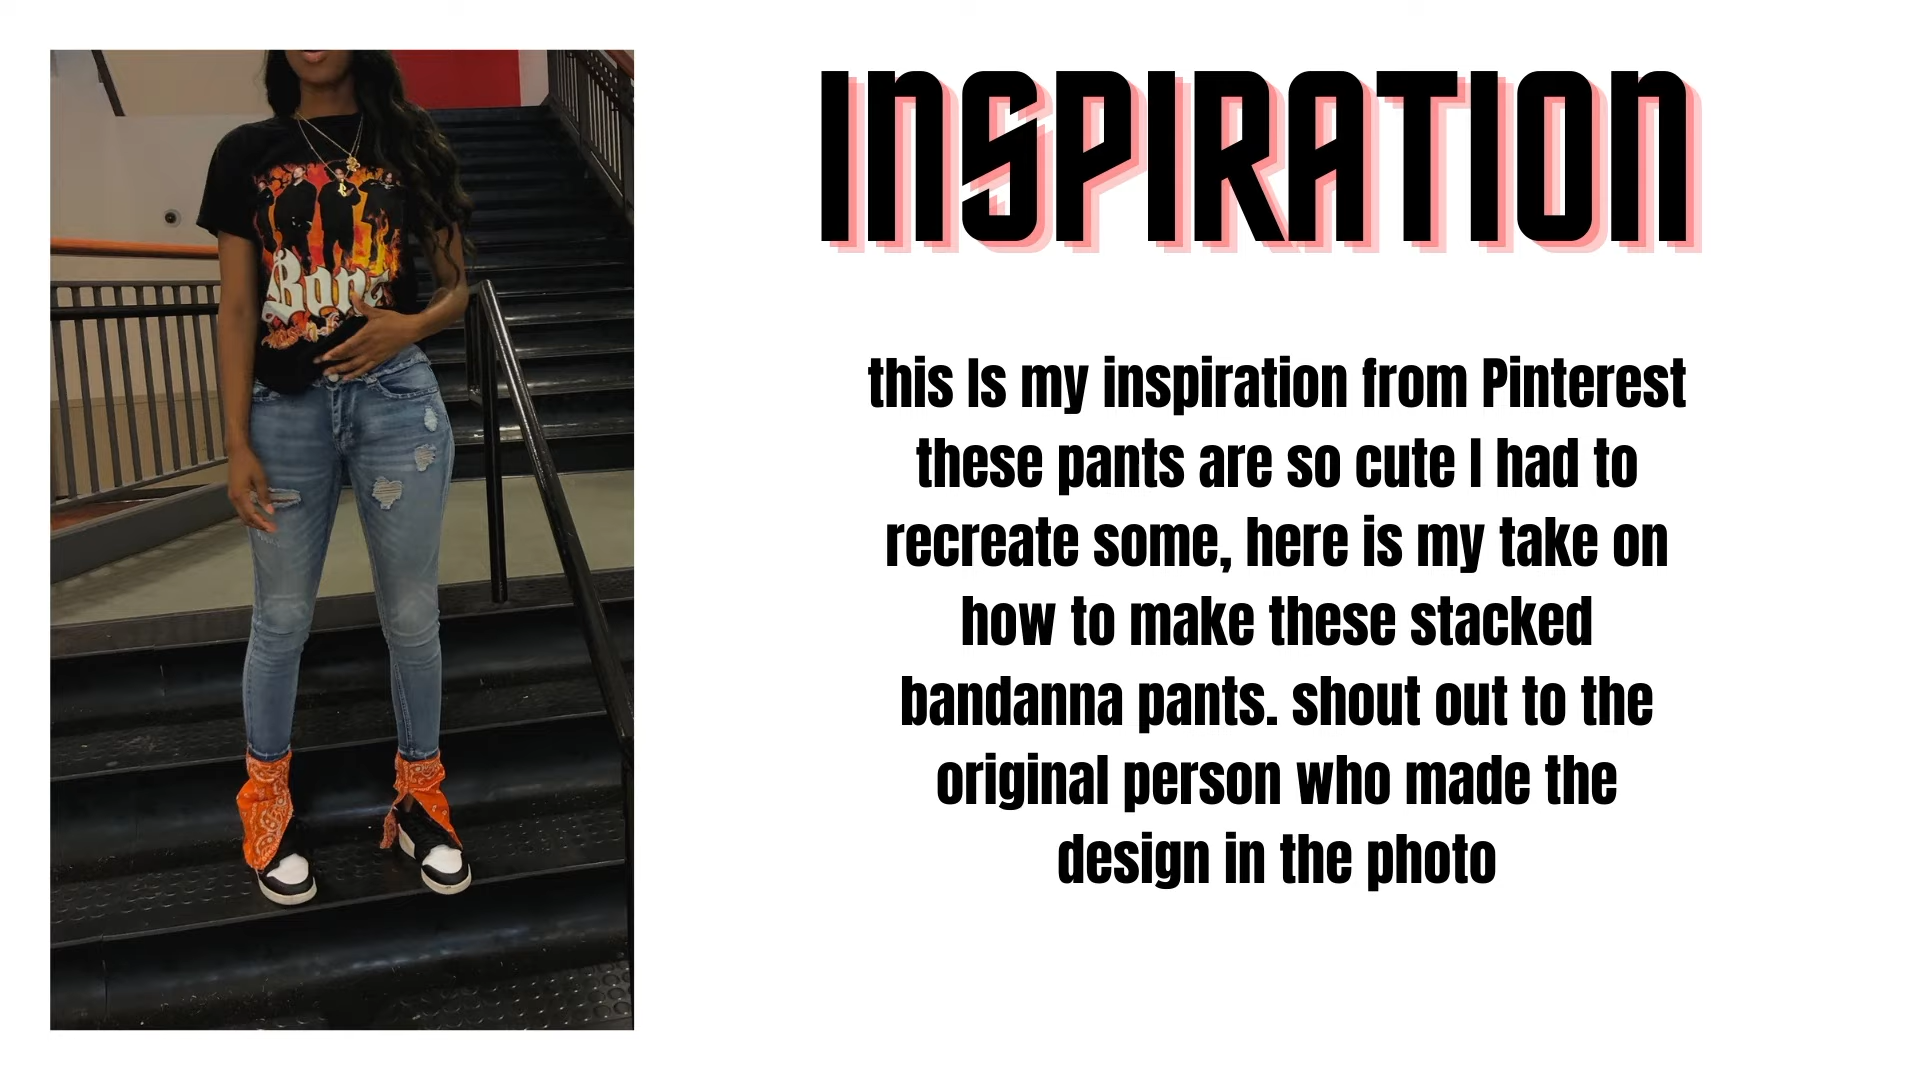 INSPIRATION
this Is my inspiration from Pinterest
these pants are so cute I had to
recreate some, here is my take on
how to make these stacked
bandanna pants. shout out to the
original person who made the
design in the photo
Bone